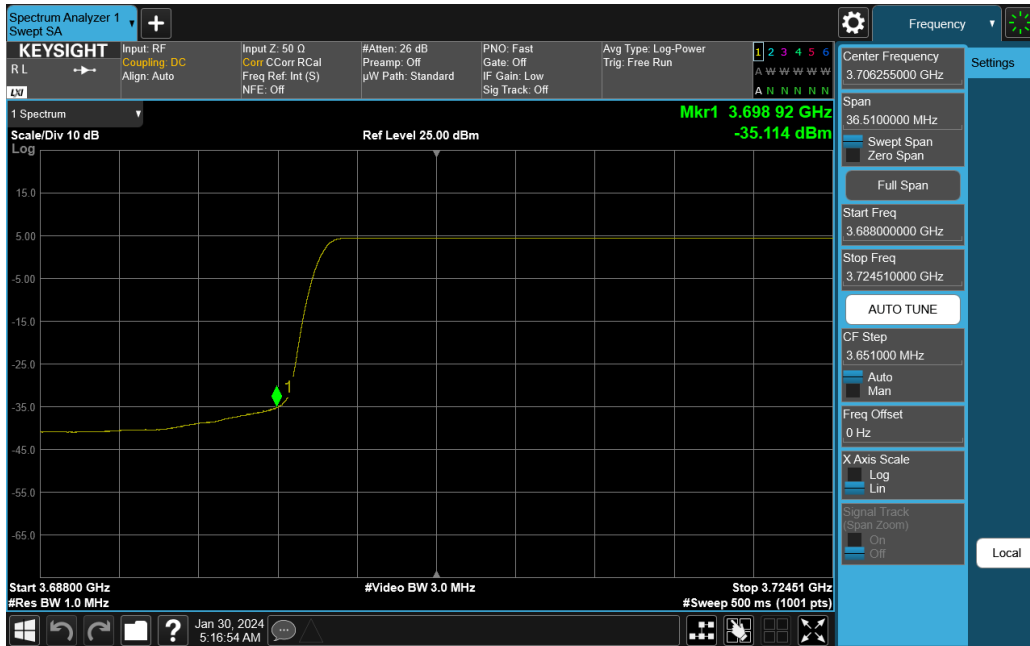 Spectrum Analyzer 1
Swept SA
Frequency
KEYSIGHT
R L
LXI
Input: RF
Coupling: DC
Align: Auto
Input Z: 50 Ω
Corr CCorr RCal
Freq Ref: Int (S)
NFE: Off
#Atten: 26 dB
Preamp: Off
µW Path: Standard
PNO: Fast
Gate: Off
IF Gain: Low
Sig Track: Off
Avg Type: Log-Power
Trig: Free Run
1 2 3 4 5 6
A W W W W W
A N N N N N
1 Spectrum
Scale/Div 10 dB
Log
Ref Level 25.00 dBm
Mkr1 3.698 92 GHz
-35.114 dBm
15.0
5.00
-5.00
-15.0
-25.0
-35.0
-45.0
-55.0
-65.0
1
Start 3.68800 GHz
#Res BW 1.0 MHz
#Video BW 3.0 MHz
Stop 3.72451 GHz
#Sweep 500 ms (1001 pts)
Jan 30, 2024
5:16:54 AM
Center Frequency
3.706255000 GHz
Span
36.5100000 MHz
Swept Span
Zero Span
Full Span
Start Freq
3.688000000 GHz
Stop Freq
3.724510000 GHz
AUTO TUNE
CF Step
3.651000 MHz
Auto
Man
Freq Offset
0 Hz
X Axis Scale
Log
Lin
Signal Track
(Span Zoom)
On
Off
Settings
Local